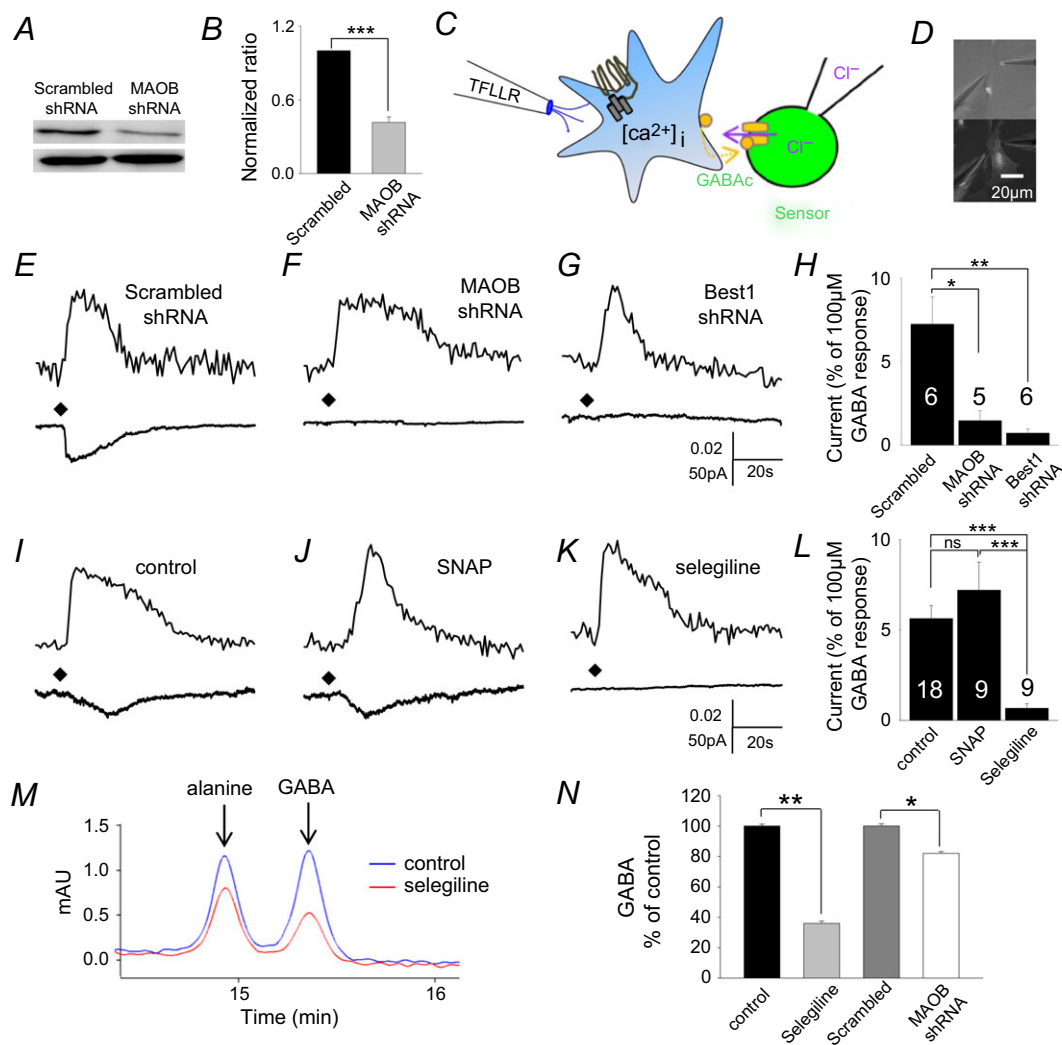 A
Scrambled
shRNA
MAOB
shRNA
B
Normalized ratio
1.2
0.6
0.0
***
Scrambled
MAOB
shRNA
C
TFLLR
[ca²⁺]i
GABAc
Cl⁻
Cl⁻
Sensor
D
20µm
E
Scrambled
shRNA
F
MAOB
shRNA
G
Best1
shRNA
0.02
50pA
20s
H
Current (% of 100µM
GABA response)
10
5
0
**
*
6
5
6
Scrambled
MAOB
shRNA
Best1
shRNA
I
control
J
SNAP
K
selegiline
0.02
50pA
20s
L
Current (% of 100µM
GABA response)
10
5
0
***
ns
***
18
9
9
control
SNAP
Selegiline
M
alanine
GABA
mAU
1.5
1.0
0.5
0.0
control
selegiline
15
16
Time (min)
N
GABA
% of control
120
100
80
60
40
20
0
**
*
control
Selegiline
Scrambled
MAOB
shRNA